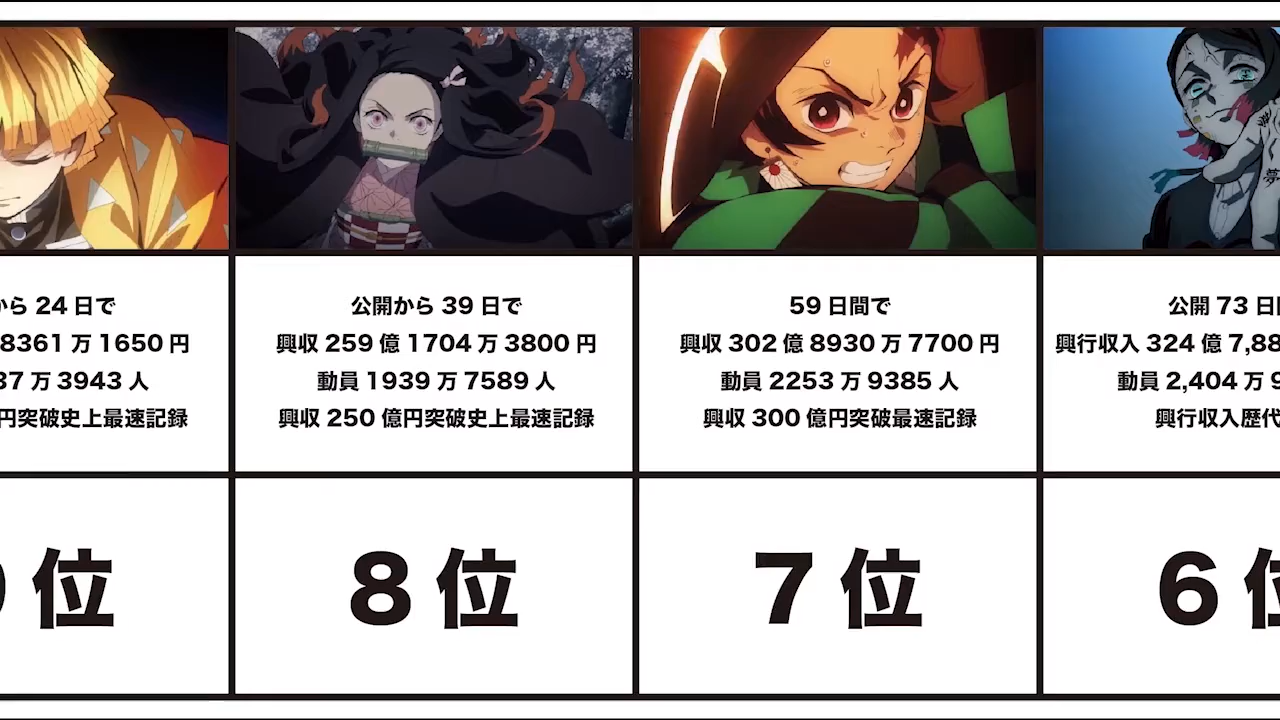 から 24 日で
8361 万 1650 円
37 万 3943 人
円突破史上最速記録
位
公開から 39 日で
興収 259 億 1704 万 3800 円
動員 1939 万 7589 人
興収 250 億円突破史上最速記録
8 位
59 日間で
興収 302 億 8930 万 7700 円
動員 2253 万 9385 人
興収 300 億円突破最速記録
7 位
夢
公開 73 日
興行収入 324 億 7,88
動員 2,404 万
興行収入歴代
6 位